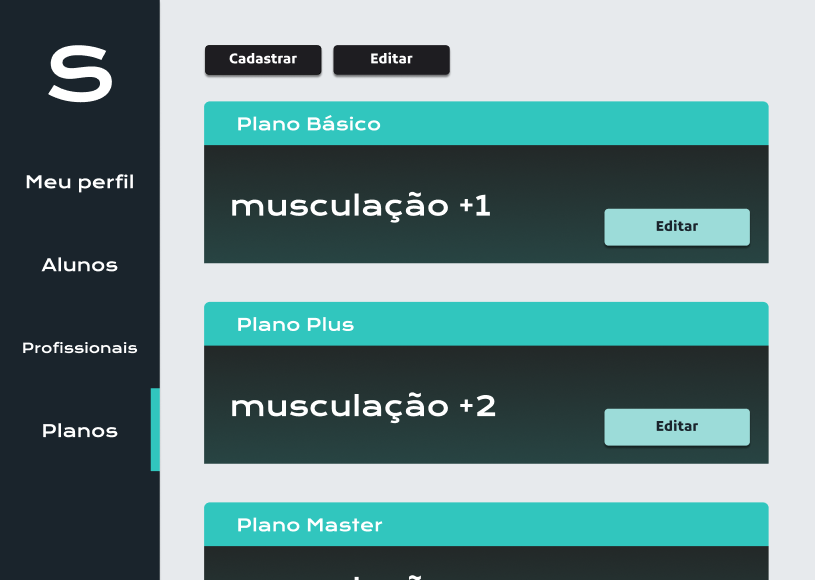 S
Meu perfil
Alunos
Profissionais
Planos
Cadastrar
Editar
Plano Básico
musculação +1
Editar
Plano Plus
musculação +2
Editar
Plano Master